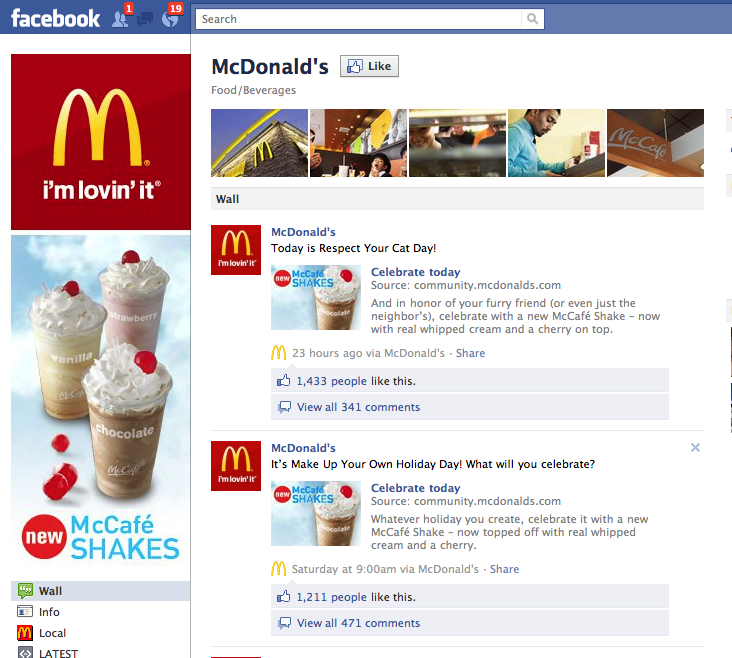 facebook
1
19
Search
McDonald's
Like
Food/Beverages
McCafé
i'm lovin' it®
Wall
McDonald's
Today is Respect Your Cat Day!
i'm lovin' it
new McCafé SHAKES
chocolate
Celebrate today
Source: community.mcdonalds.com
And in honor of your furry friend (or even just the
neighbor's), celebrate with a new McCafé Shake – now
with real whipped cream and a cherry on top.
23 hours ago via McDonald's · Share
1,433 people like this.
View all 341 comments
strawberry
vanilla
McCafé
chocolate
McCafé
new McCafé
SHAKES
McDonald's
It's Make Up Your Own Holiday Day! What will you celebrate?
i'm lovin' it
new McCafé SHAKES
chocolate
Celebrate today
Source: community.mcdonalds.com
Whatever holiday you create, celebrate it with a new
McCafé Shake – now topped off with real whipped
cream and a cherry.
Saturday at 9:00am via McDonald's · Share
1,211 people like this.
View all 471 comments
Wall
Info
Local
LATEST